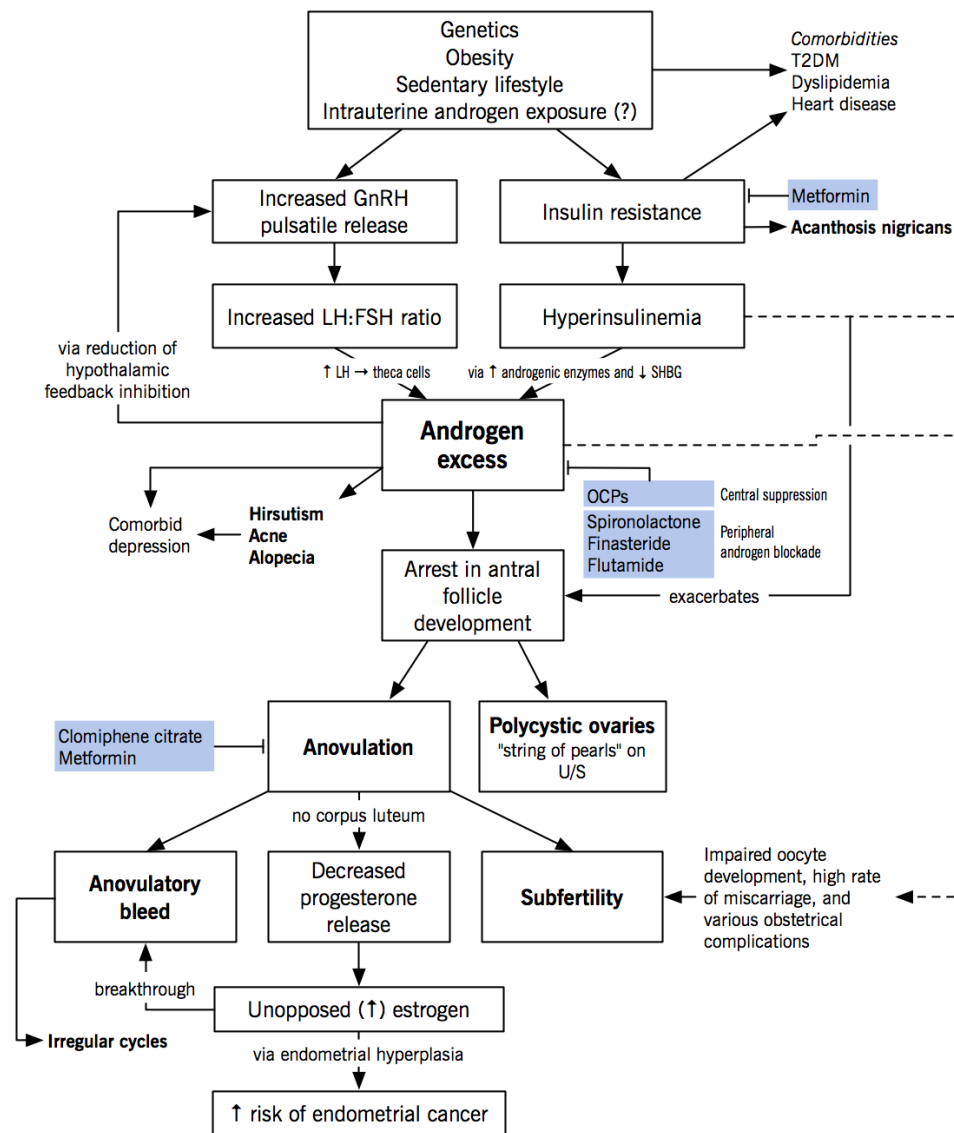 Genetics
Obesity
Sedentary lifestyle
Intrauterine androgen exposure (?)
Comorbidities
T2DM
Dyslipidemia
Heart disease
Increased GnRH
pulsatile release
Insulin resistance
Metformin
Acanthosis nigricans
Increased LH:FSH ratio
Hyperinsulinemia
via reduction of
hypothalamic
feedback inhibition
↑ LH → theca cells
via ↑ androgenic enzymes and ↓ SHBG
Androgen
excess
OCPs
Central suppression
Spironolactone
Finasteride
Flutamide
Peripheral
androgen blockade
Comorbid
depression
Hirsutism
Acne
Alopecia
Arrest in antral
follicle
development
exacerbates
Clomiphene citrate
Metformin
Anovulation
Polycystic ovaries
"string of pearls" on
U/S
no corpus luteum
Anovulatory
bleed
Decreased
progesterone
release
Subfertility
Impaired oocyte
development, high rate
of miscarriage, and
various obstetrical
complications
breakthrough
Unopposed (↑) estrogen
Irregular cycles
via endometrial hyperplasia
↑ risk of endometrial cancer